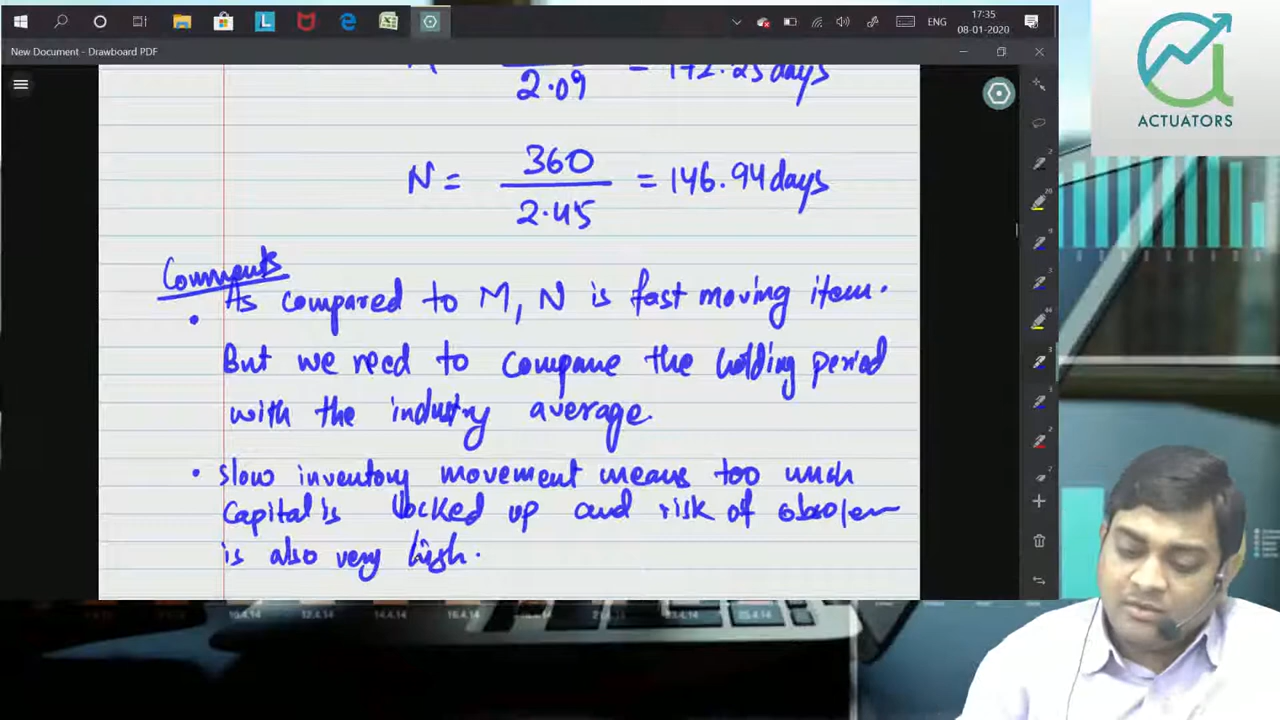 17:35
ENG
08-01-2020
New Document - Drawboard PDF
ACTUATORS
2.09 = 172.25 days
N = 360 / 2.45 = 146.94 days
Comments
• As compared to M, N is fast moving item.
But we need to compare the holding period
with the industry average.
• Slow inventory movement means too much
Capital is locked up and risk of
is also very high.